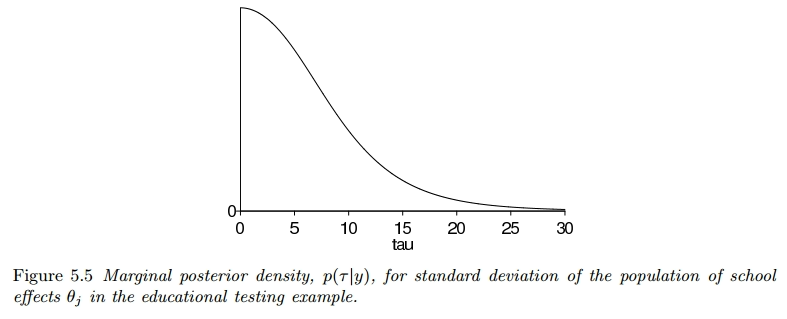 0
0 5 10 15 20 25 30
tau
Figure 5.5 Marginal posterior density, p(τ|y), for standard deviation of the population of school
effects θj in the educational testing example.